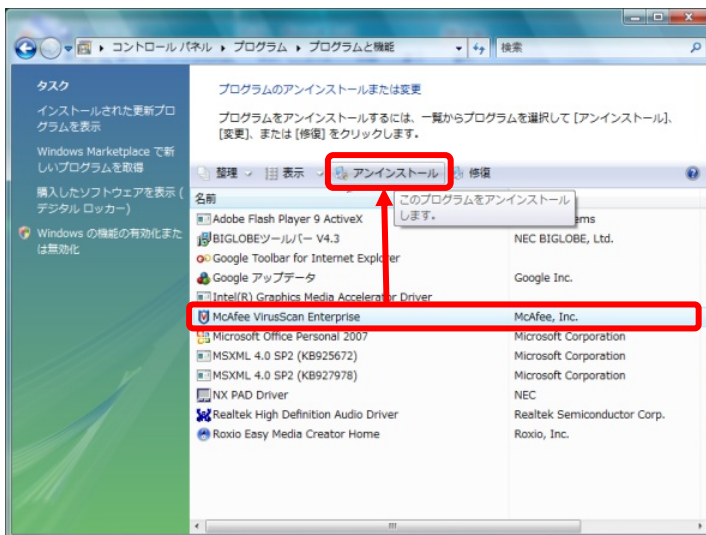 コントロール パネル ▸ プログラム ▸ プログラムと機能
検索
タスク
インストールされた更新プロ
グラムを表示
Windows Marketplace で新
しいプログラムを取得
購入したソフトウェアを表示 (
デジタル ロッカー)
Windows の機能の有効化また
は無効化
プログラムのアンインストールまたは変更
プログラムをアンインストールするには、一覧からプログラムを選択して [アンインストール]、
[変更]、または [修復] をクリックします。
整理 表示 アンインストール 修復
名前
このプログラムをアンインストール
します。
Adobe Flash Player 9 ActiveX
BIGLOBEツールバー V4.3 NEC BIGLOBE, Ltd.
Google Toolbar for Internet Explorer
Google アップデータ Google Inc.
Intel(R) Graphics Media Accelerator Driver
McAfee VirusScan Enterprise McAfee, Inc.
Microsoft Office Personal 2007 Microsoft Corporation
MSXML 4.0 SP2 (KB925672) Microsoft Corporation
MSXML 4.0 SP2 (KB927978) Microsoft Corporation
NX PAD Driver NEC
Realtek High Definition Audio Driver Realtek Semiconductor Corp.
Roxio Easy Media Creator Home Roxio, Inc.